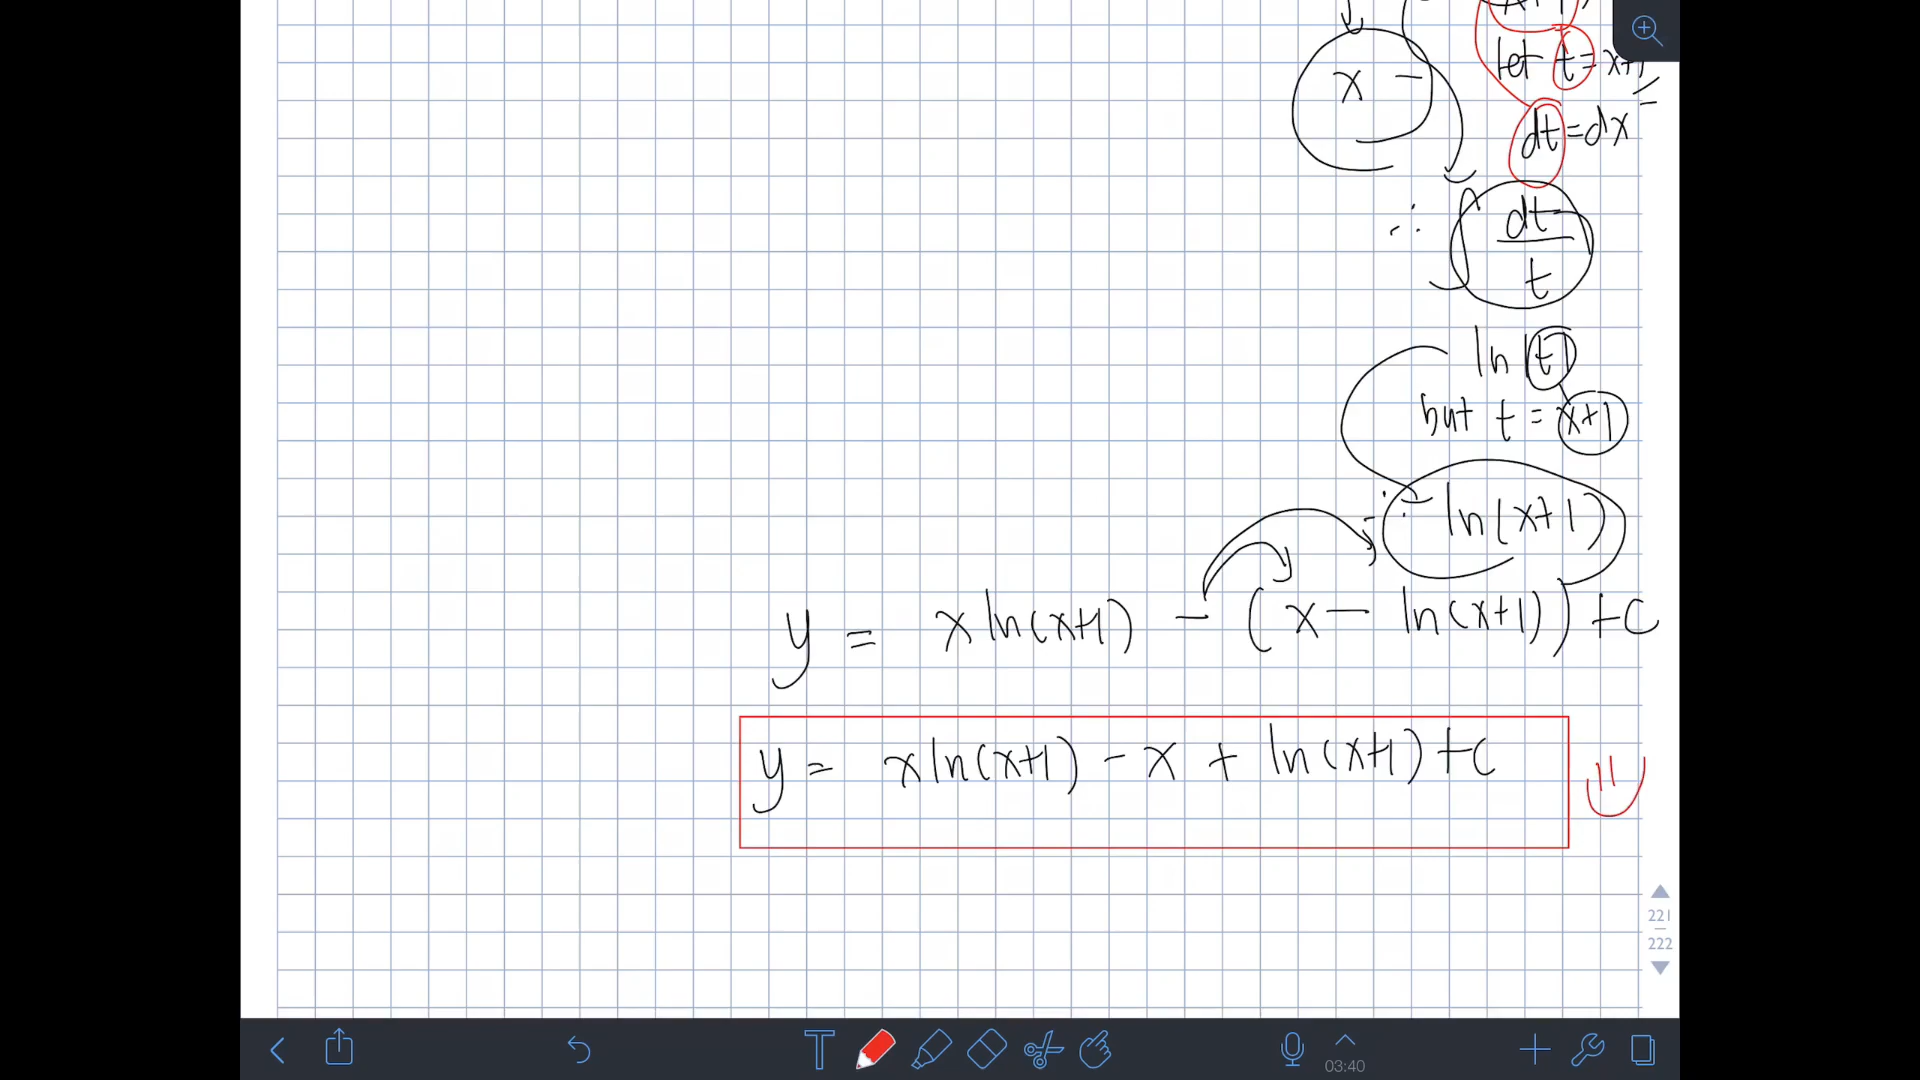 x+1
x -
let t = x+1
dt = dx
∴ ∫ dt/t
ln |t|
but t = x+1
∴ ln(x+1)
y = x ln(x+1) - (x - ln(x+1)) + c
y = x ln(x+1) - x + ln(x+1) + c
221
222
T
03:40